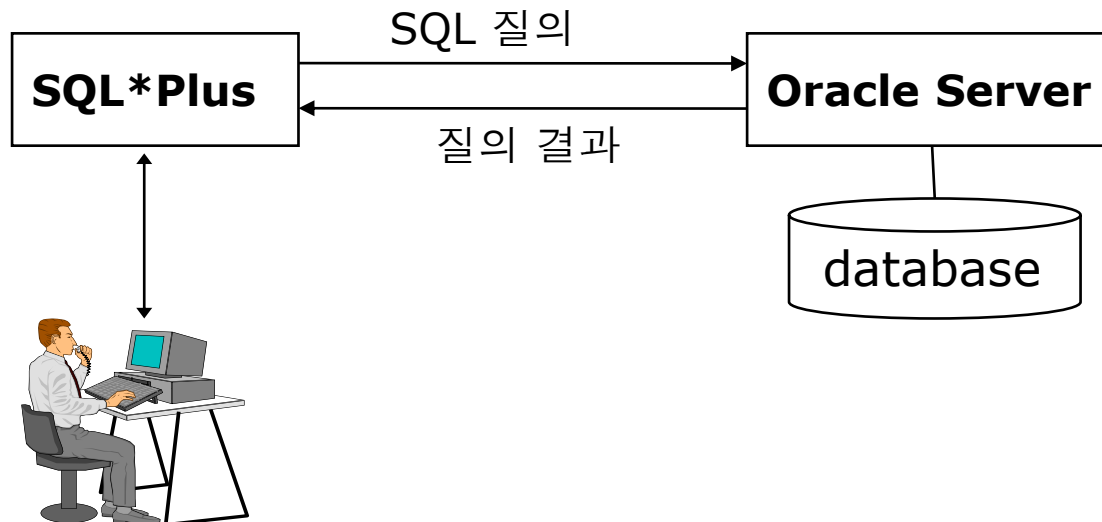 SQL 질의
SQL*Plus
Oracle Server
질의 결과
database